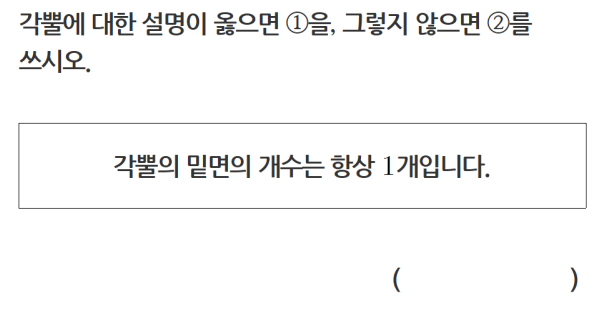 각뿔에 대한 설명이 옳으면 ①을, 그렇지 않으면 ②를
쓰시오.
각뿔의 밑면의 개수는 항상 1개입니다.
(                    )